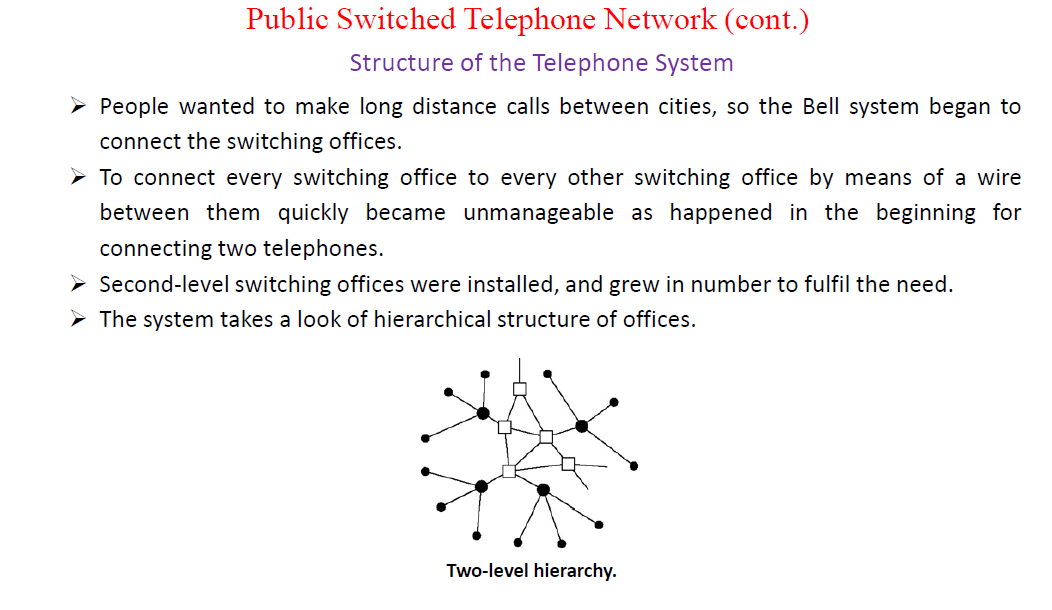 Public Switched Telephone Network (cont.)
Structure of the Telephone System
➢ People wanted to make long distance calls between cities, so the Bell system began to
connect the switching offices.
➢ To connect every switching office to every other switching office by means of a wire
between them quickly became unmanageable as happened in the beginning for
connecting two telephones.
➢ Second-level switching offices were installed, and grew in number to fulfil the need.
➢ The system takes a look of hierarchical structure of offices.
Two-level hierarchy.